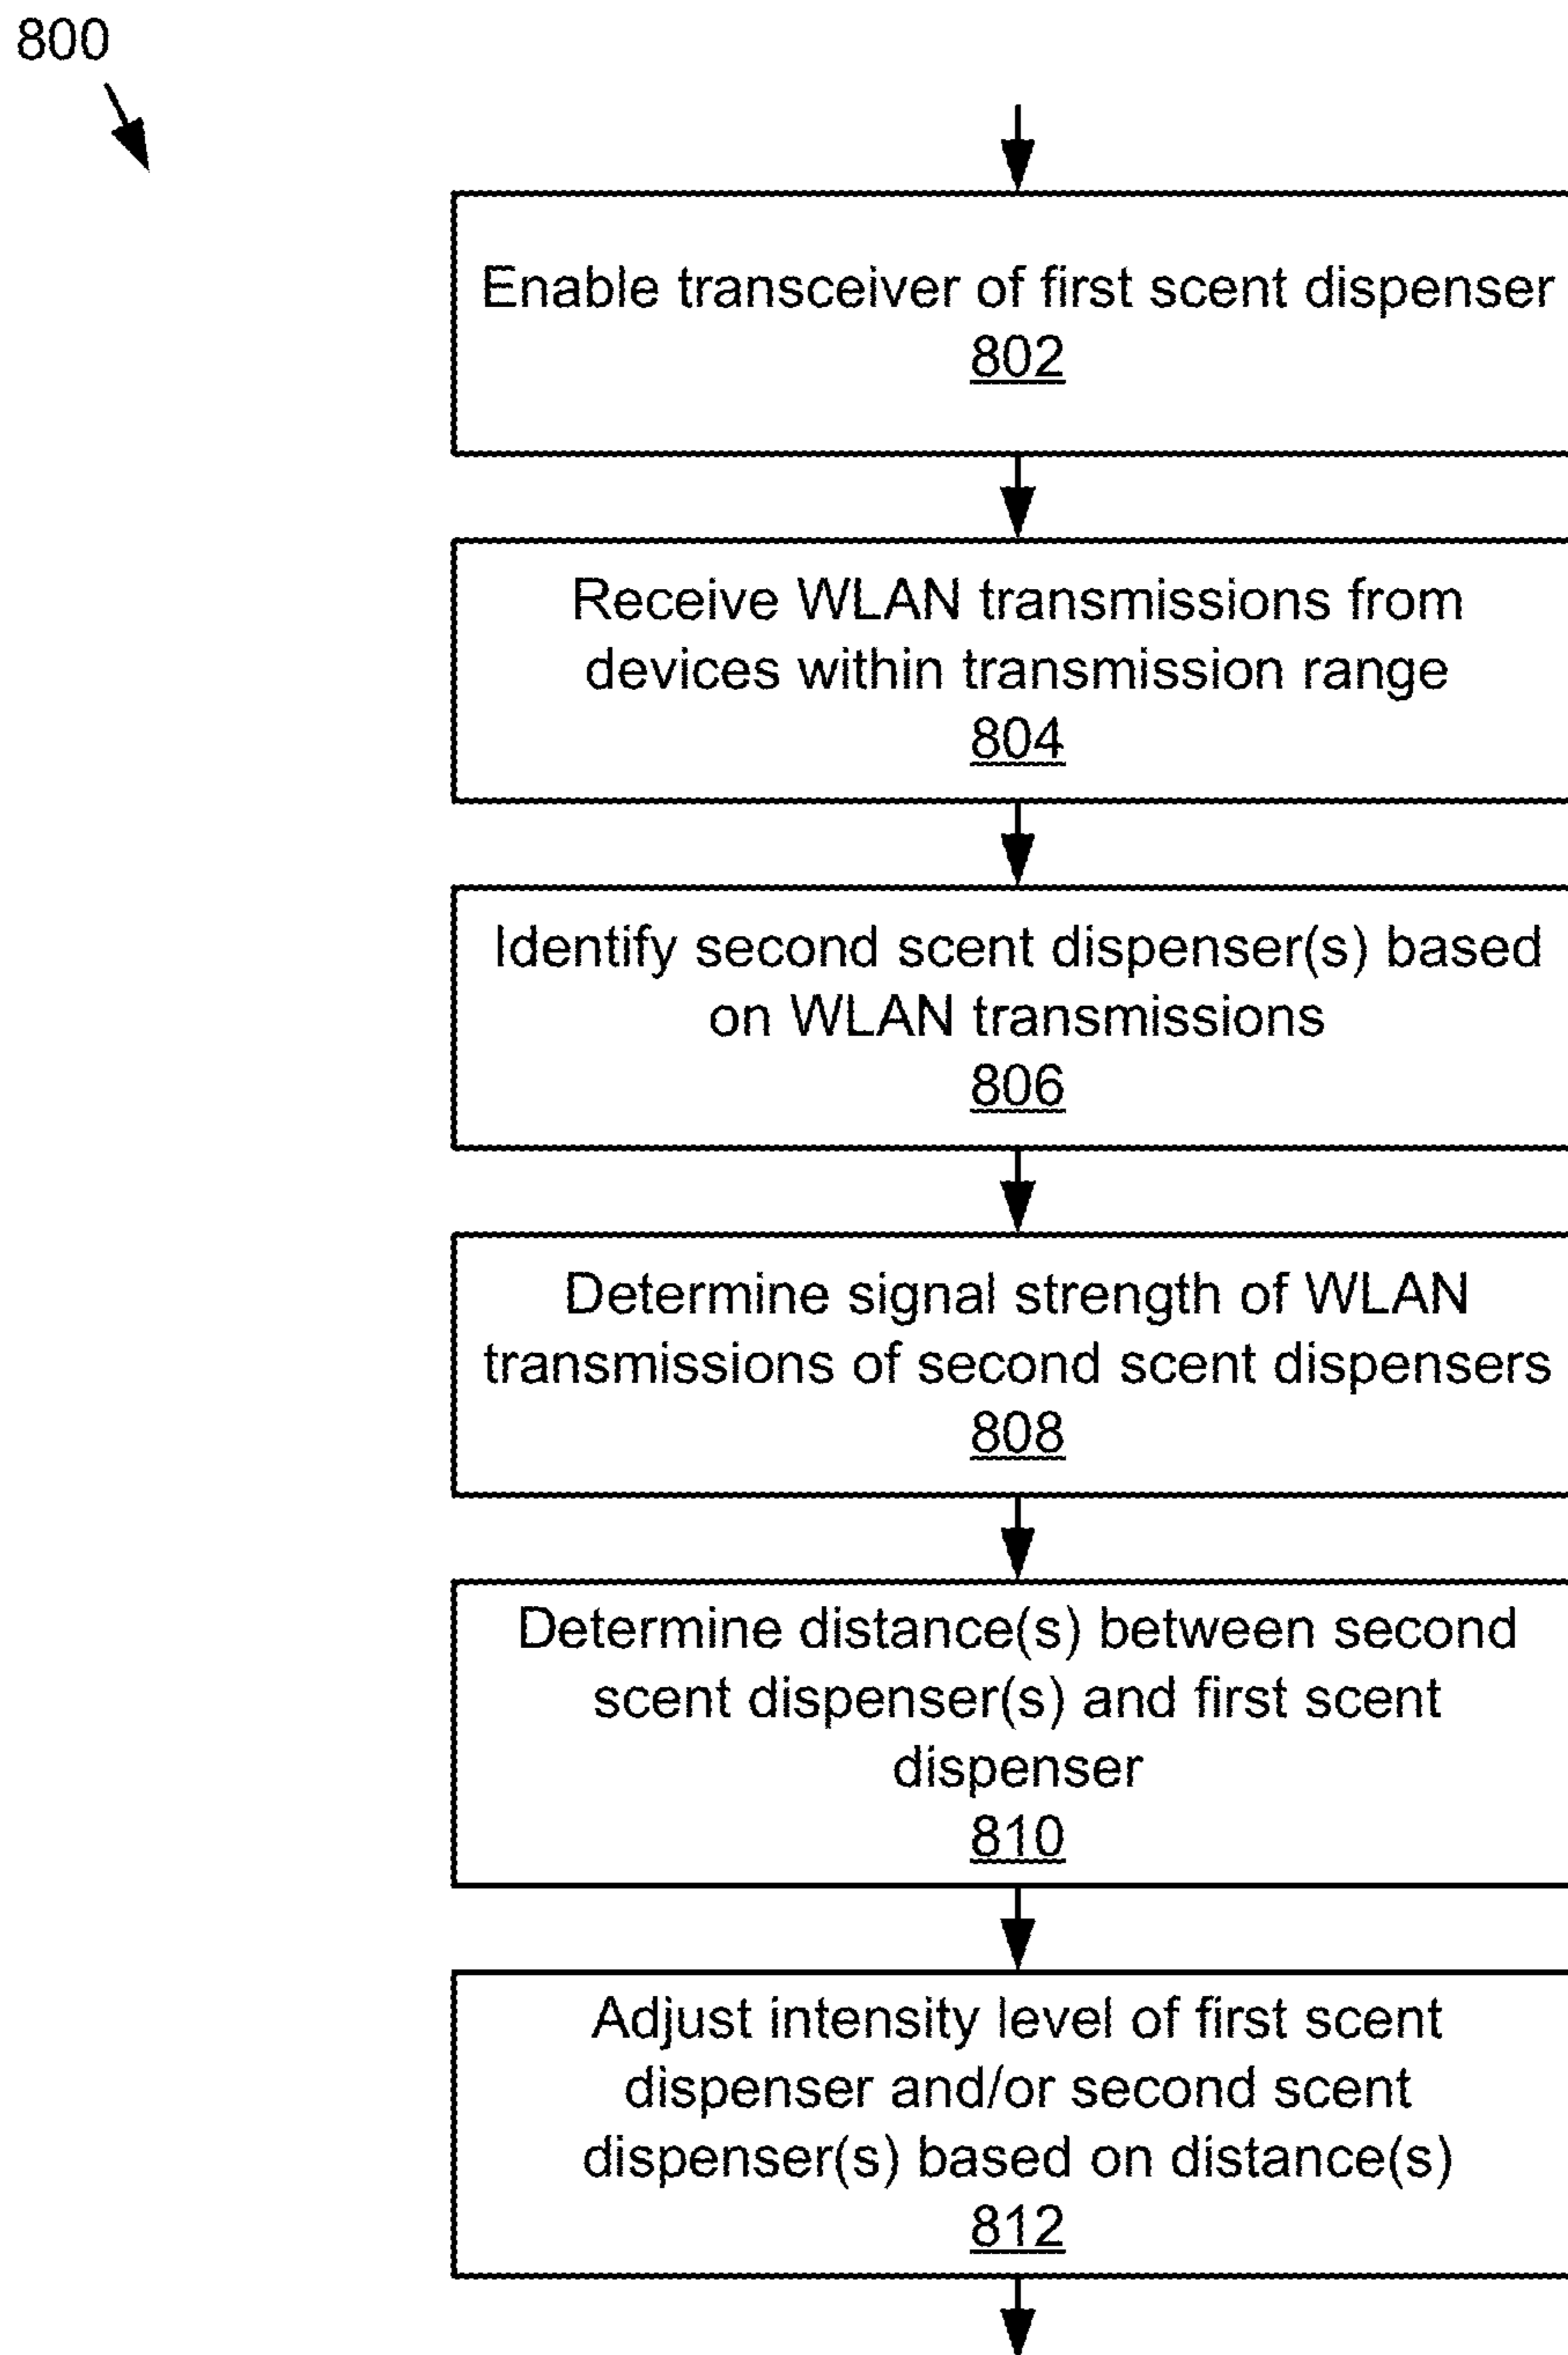 800
Enable transceiver of first scent dispenser
802
Receive WLAN transmissions from
devices within transmission range
804
Identify second scent dispenser(s) based
on WLAN transmissions
806
Determine signal strength of WLAN
transmissions of second scent dispensers
808
Determine distance(s) between second
scent dispenser(s) and first scent
dispenser
810
Adjust intensity level of first scent
dispenser and/or second scent
dispenser(s) based on distance(s)
812